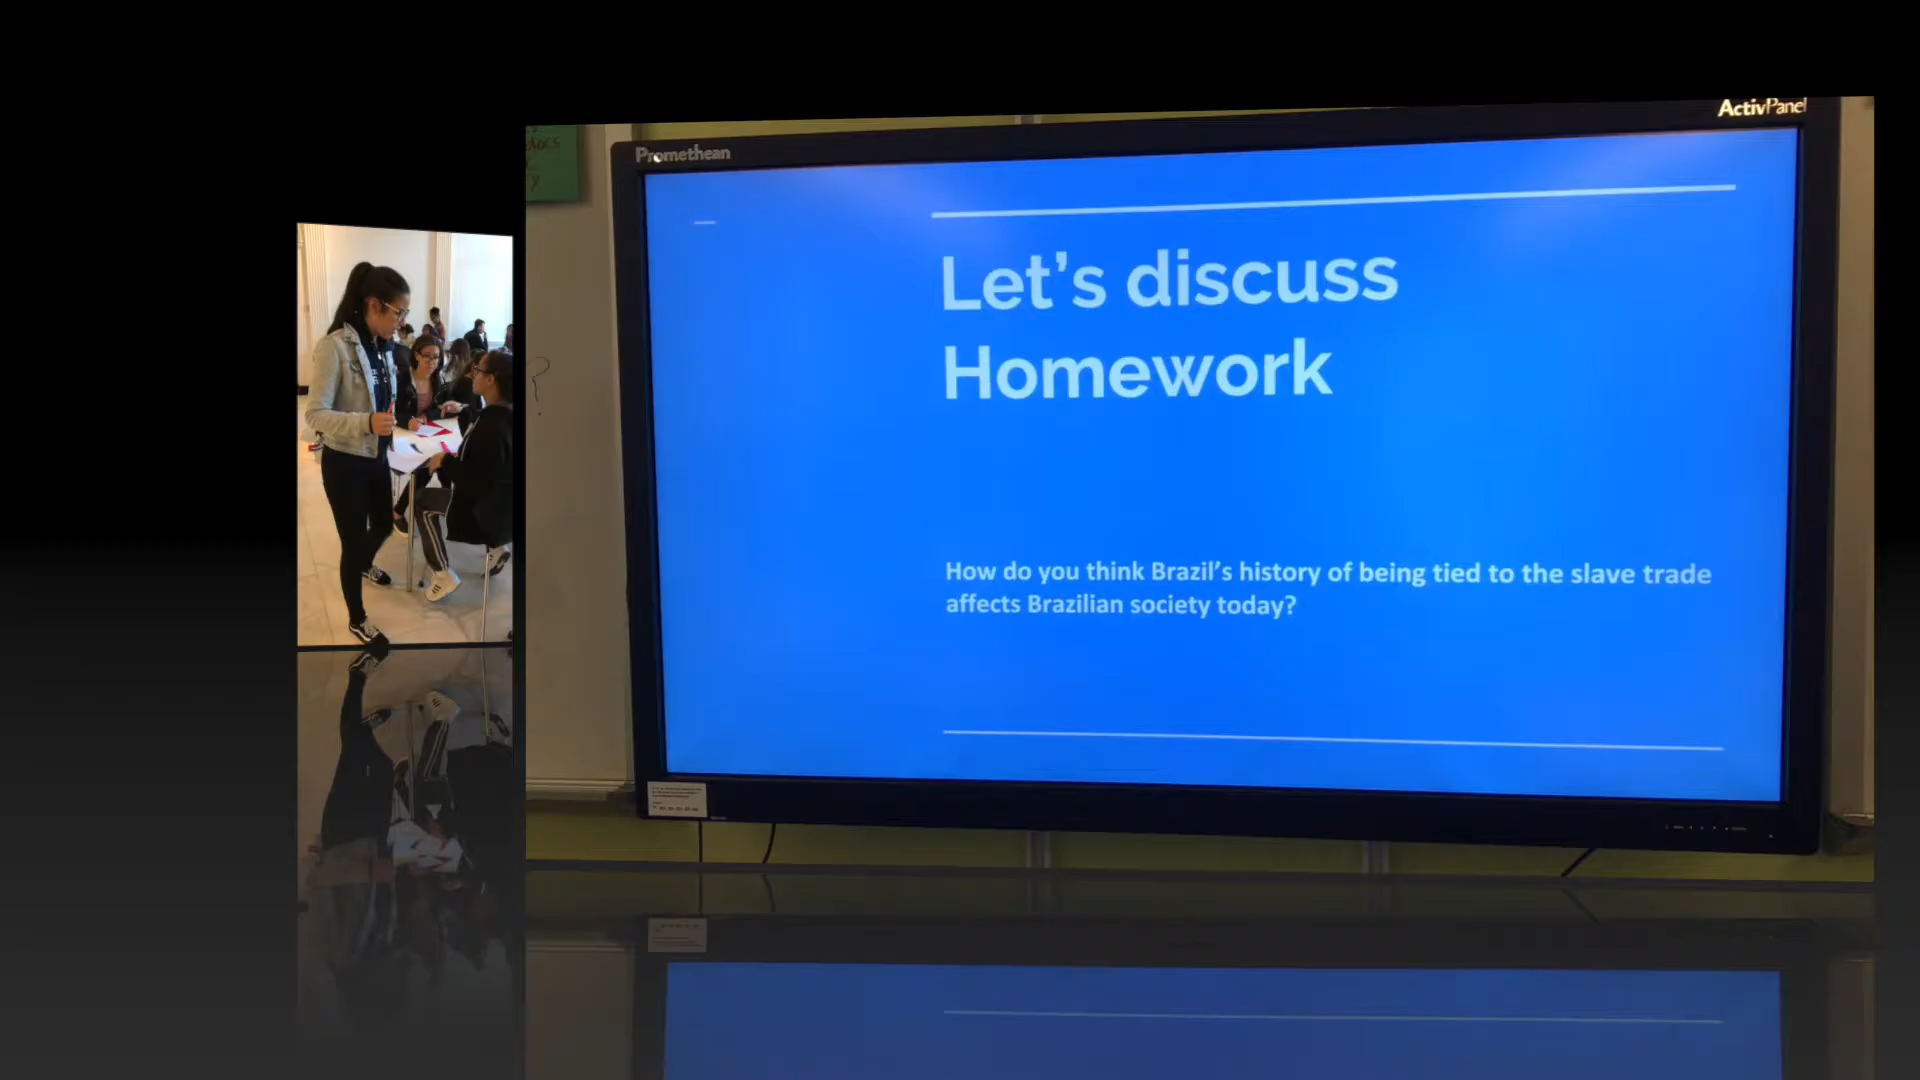 Promethean
ActivPanel
Let's discuss
Homework
How do you think Brazil's history of being tied to the slave trade
affects Brazilian society today?
?